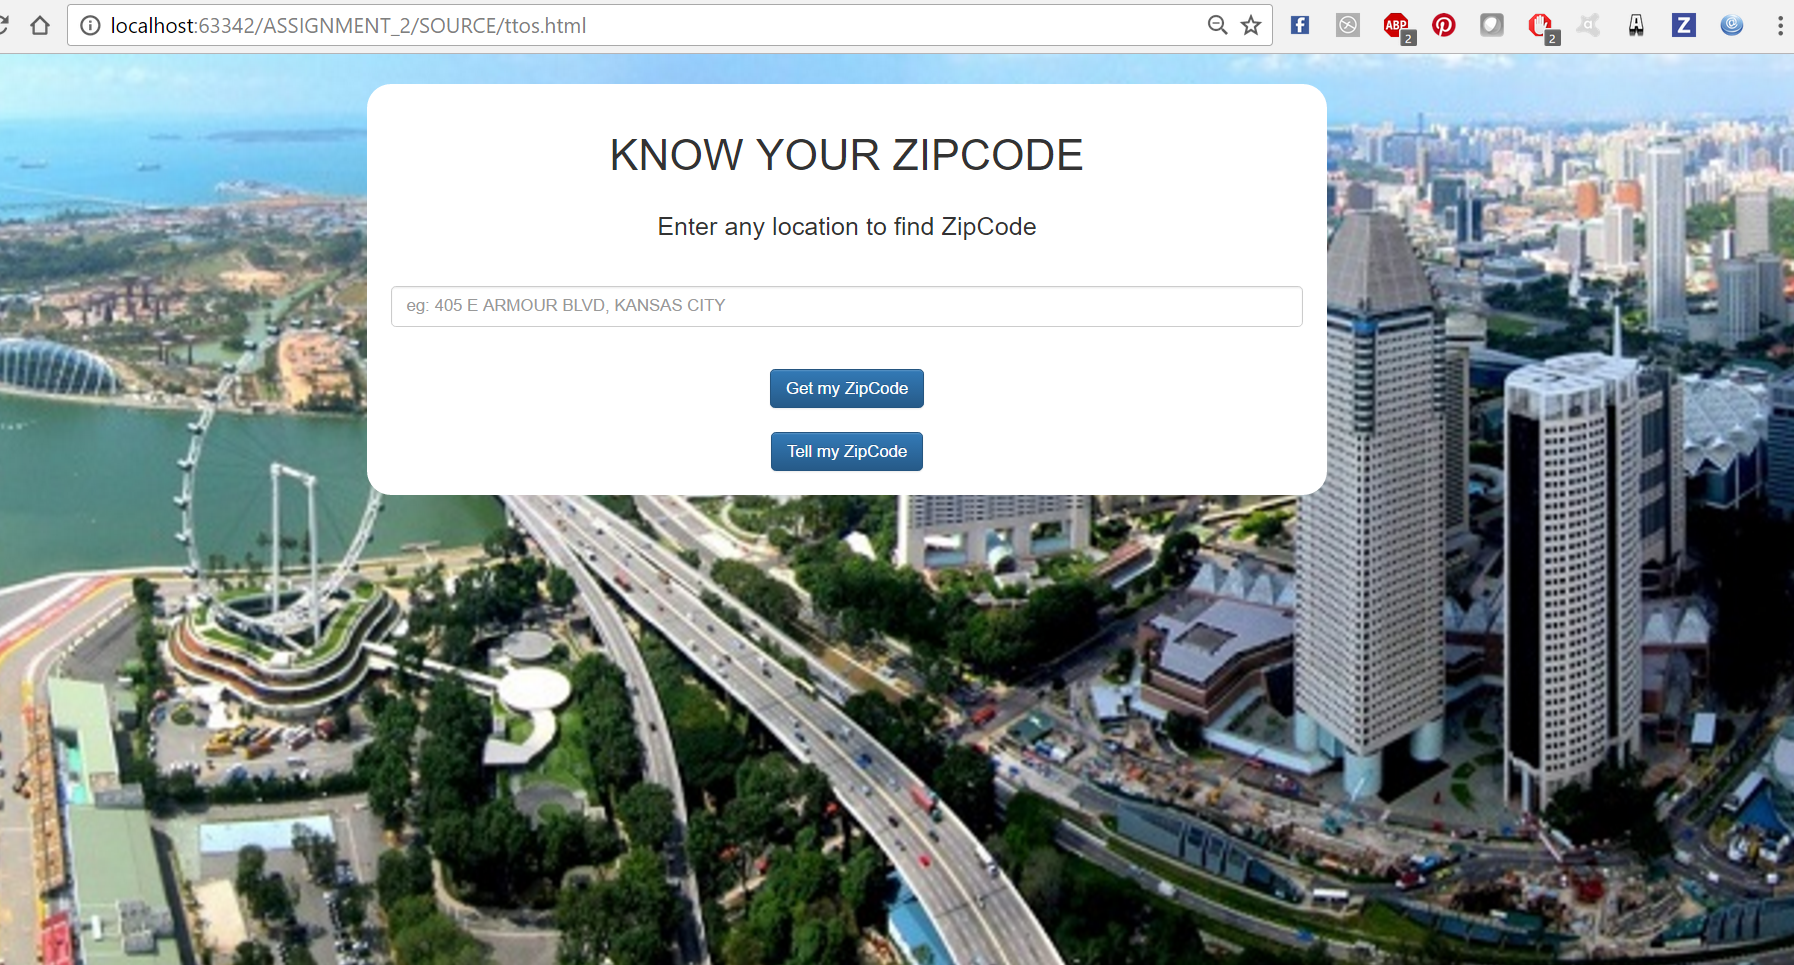 localhost:63342/ASSIGNMENT_2/SOURCE/ttos.html
ABP
2
2
A
Z
KNOW YOUR ZIPCODE
Enter any location to find ZipCode
eg: 405 E ARMOUR BLVD, KANSAS CITY
Get my ZipCode
Tell my ZipCode